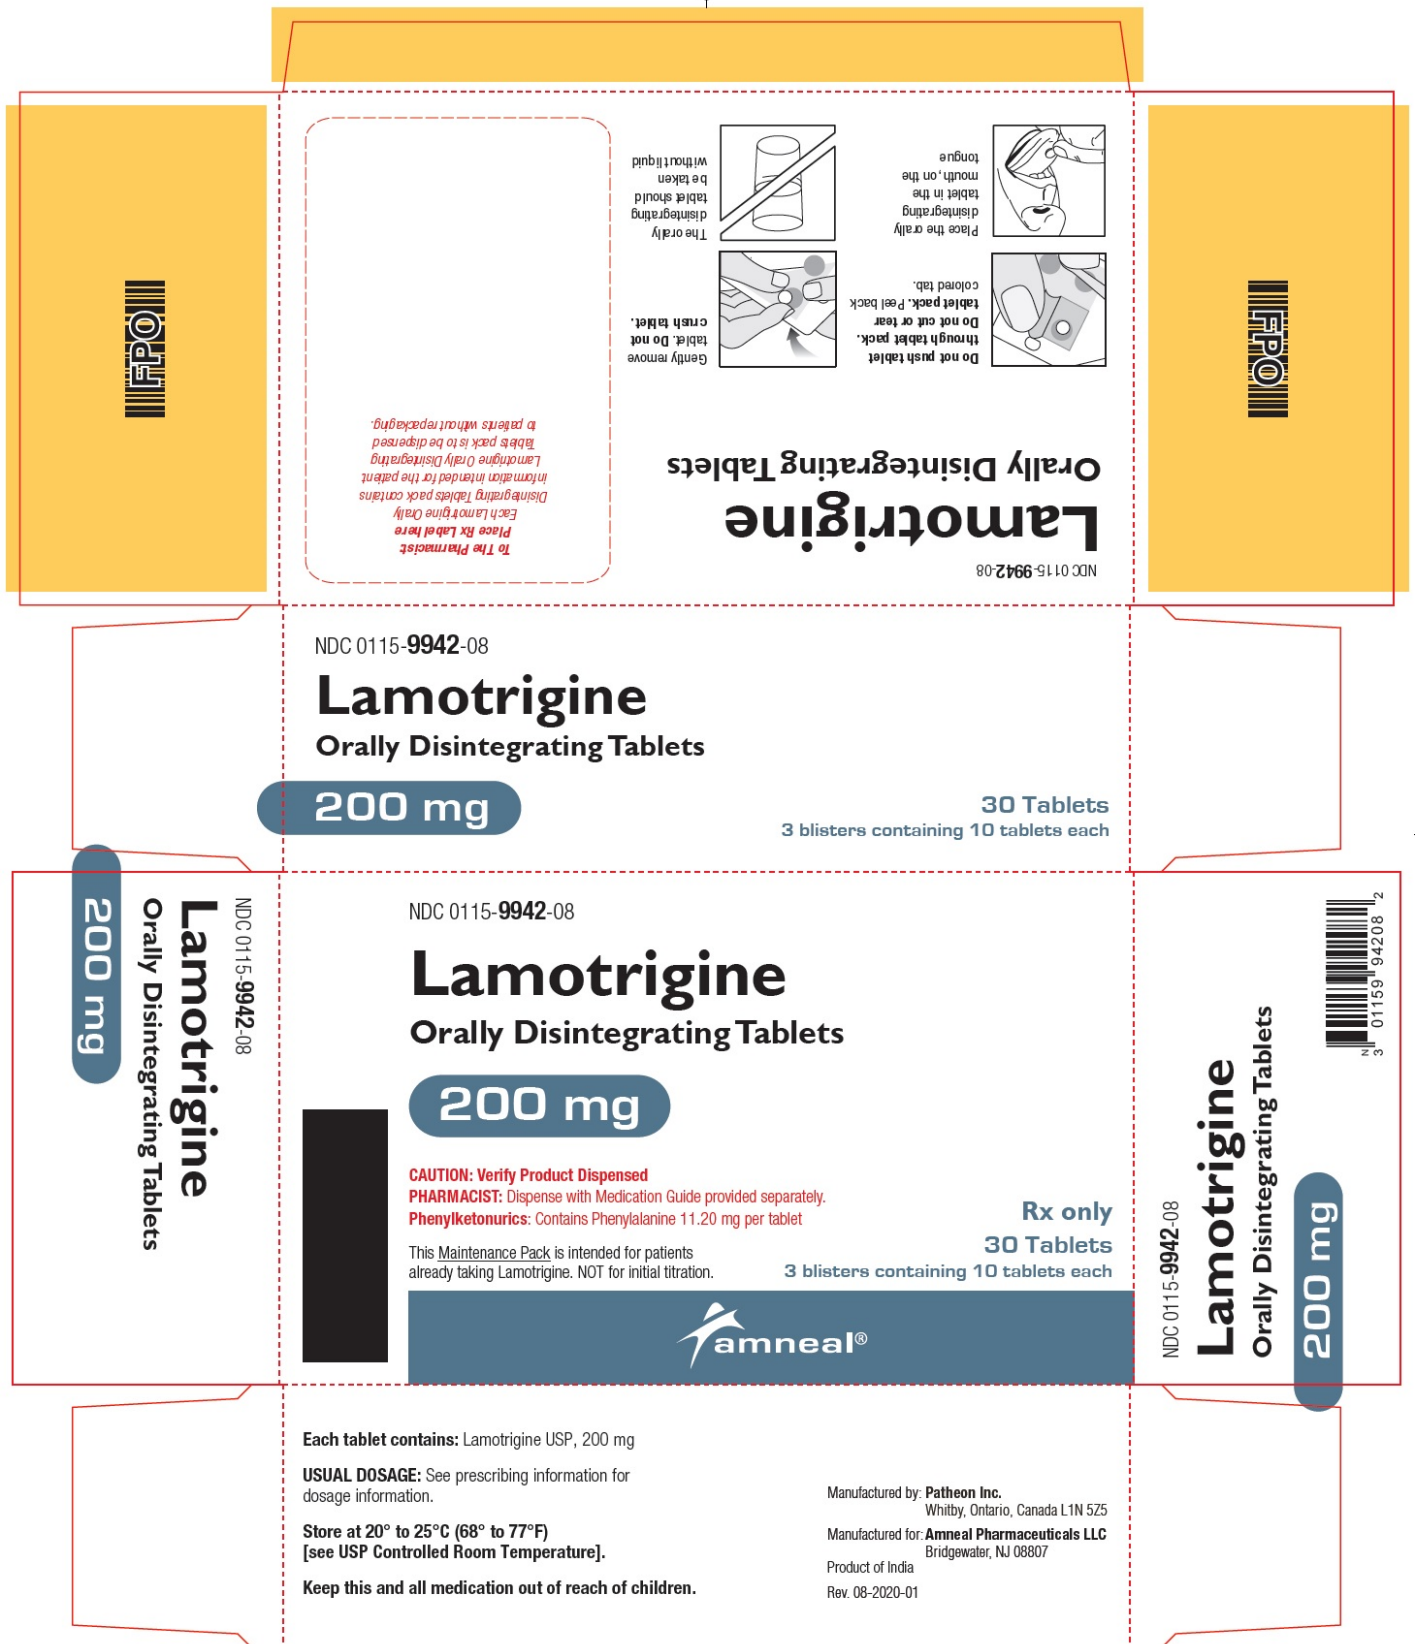 FPO
FPO
NDC 0115-9942-08
Lamotrigine
Orally Disintegrating Tablets
Do not push tablet
through tablet pack.
Do not cut or tear
tablet pack. Peel back
colored tab.
Gently remove
tablet. Do not
crush tablet.
Place the orally
disintegrating
tablet in the
mouth, on the
tongue
The orally
disintegrating
tablet should
be taken
without liquid
To The Pharmacist:
Place Rx Label here
Each Lamotrigine Orally
Disintegrating Tablets pack contains
information intended for the patient
Lamotrigine Orally Disintegrating
Tablets pack is to be dispensed
to patients without repackaging.
NDC 0115-9942-08
Lamotrigine
Orally Disintegrating Tablets
200 mg
30 Tablets
3 blisters containing 10 tablets each
NDC 0115-9942-08
Lamotrigine
Orally Disintegrating Tablets
200 mg
NDC 0115-9942-08
Lamotrigine
Orally Disintegrating Tablets
200 mg
CAUTION: Verify Product Dispensed
PHARMACIST: Dispense with Medication Guide provided separately.
Phenylketonurics: Contains Phenylalanine 11.20 mg per tablet
This Maintenance Pack is intended for patients
already taking Lamotrigine. NOT for initial titration.
Rx only
30 Tablets
3 blisters containing 10 tablets each
amneal®
NDC 0115-9942-08
Lamotrigine
Orally Disintegrating Tablets
200 mg
N
3 01159 94208 2
Each tablet contains: Lamotrigine USP, 200 mg
USUAL DOSAGE: See prescribing information for
dosage information.
Store at 20° to 25°C (68° to 77°F)
[see USP Controlled Room Temperature].
Keep this and all medication out of reach of children.
Manufactured by: Patheon Inc.
Whitby, Ontario, Canada L1N 5Z5
Manufactured for: Amneal Pharmaceuticals LLC
Bridgewater, NJ 08807
Product of India
Rev. 08-2020-01